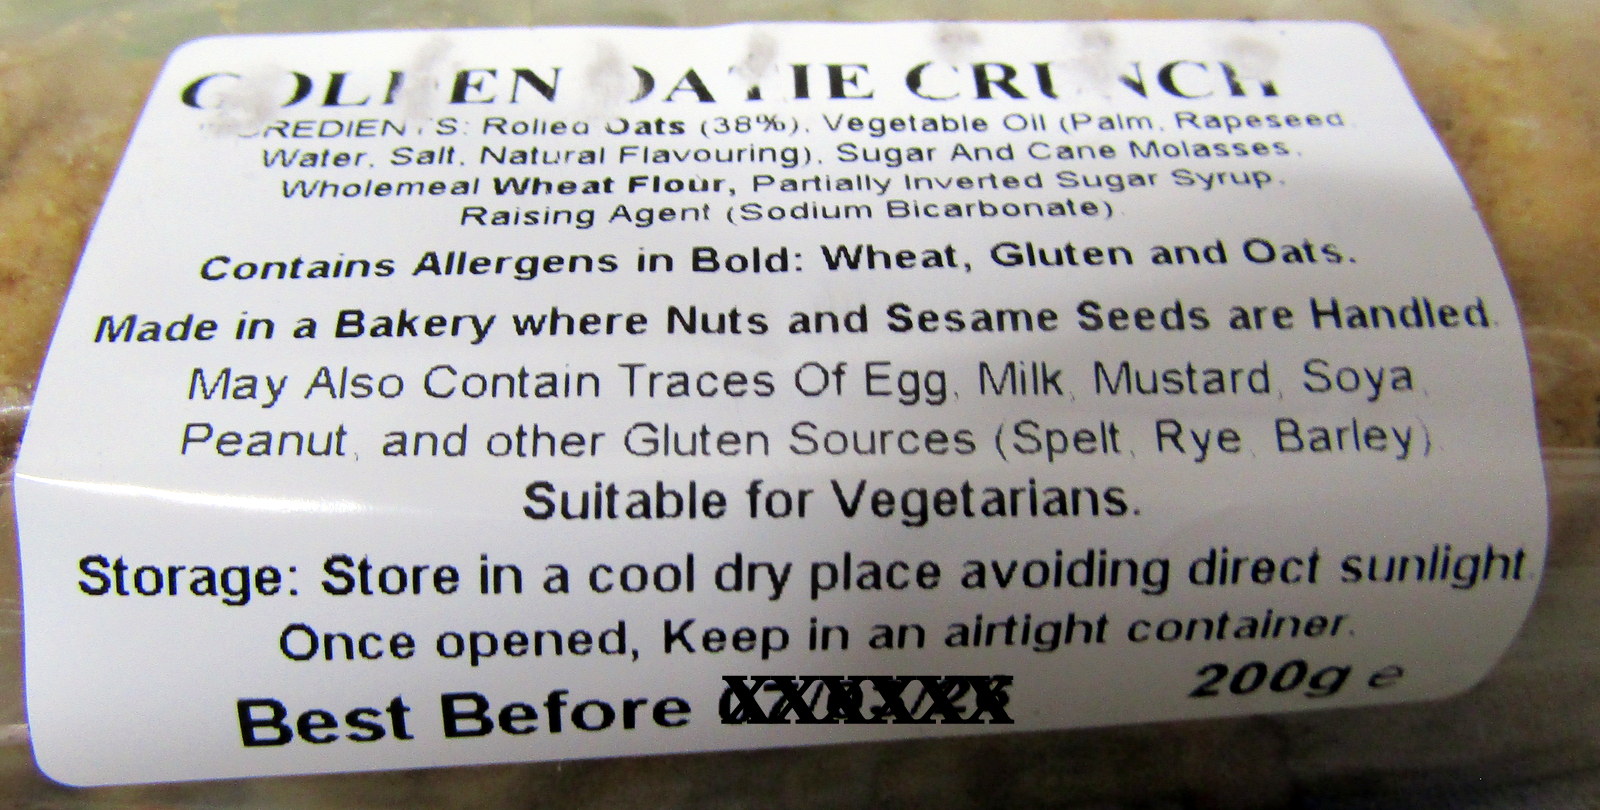 GOLDEN OATIE CRUNCH
INGREDIENTS: Rolled Oats (38%), Vegetable Oil (Palm, Rapeseed,
Water, Salt, Natural Flavouring), Sugar And Cane Molasses,
Wholemeal Wheat Flour, Partially Inverted Sugar Syrup,
Raising Agent (Sodium Bicarbonate).
Contains Allergens in Bold: Wheat, Gluten and Oats.
Made in a Bakery where Nuts and Sesame Seeds are Handled.
May Also Contain Traces Of Egg, Milk, Mustard, Soya,
Peanut, and other Gluten Sources (Spelt, Rye, Barley).
Suitable for Vegetarians.
Storage: Store in a cool dry place avoiding direct sunlight.
Once opened, Keep in an airtight container.
Best Before
200g e